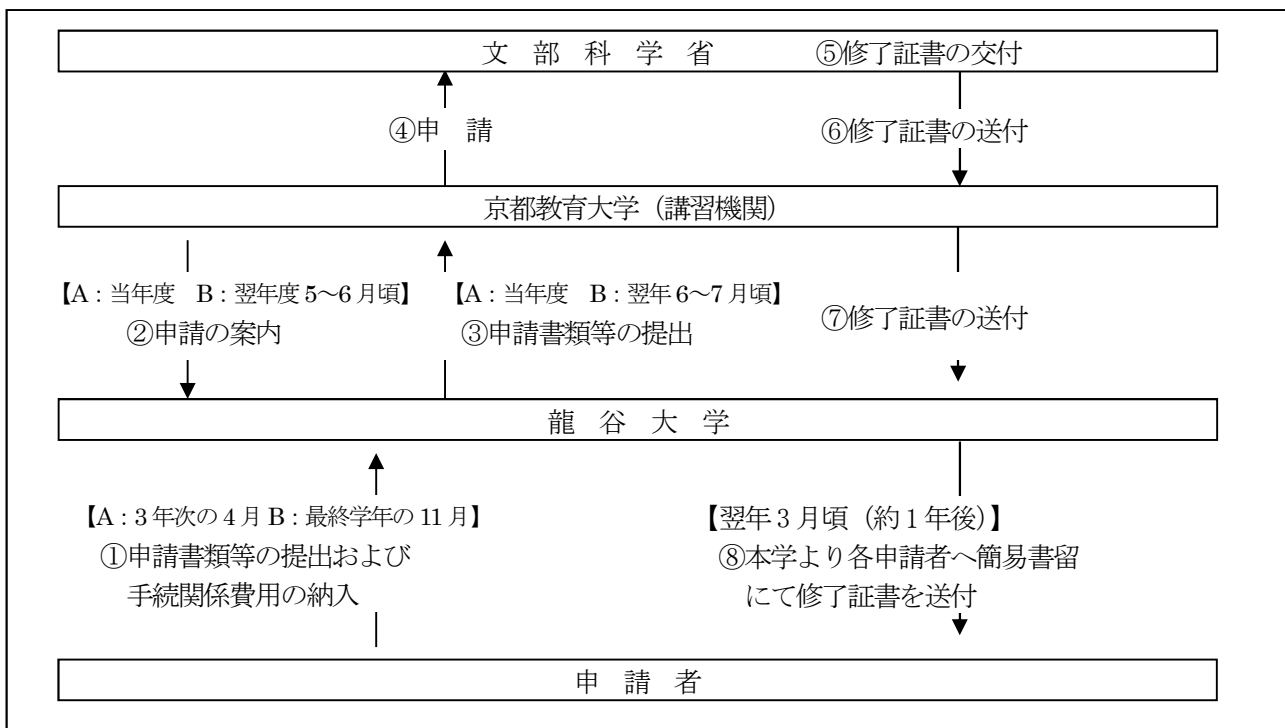 文 部 科 学 省　⑤修了証書の交付
④申　請　⑥修了証書の送付
京都教育大学（講習機関）
【A：当年度　B：翌年度 5～6 月頃】　【A：当年度　B：翌年 6～7 月頃】
②申請の案内　③申請書類等の提出　⑦修了証書の送付
龍 谷 大 学
【A：3 年次の 4 月 B：最終学年の 11 月】　【翌年 3 月頃（約 1 年後）】
①申請書類等の提出および　⑧本学より各申請者へ簡易書留
手続関係費用の納入　にて修了証書を送付
申 請 者